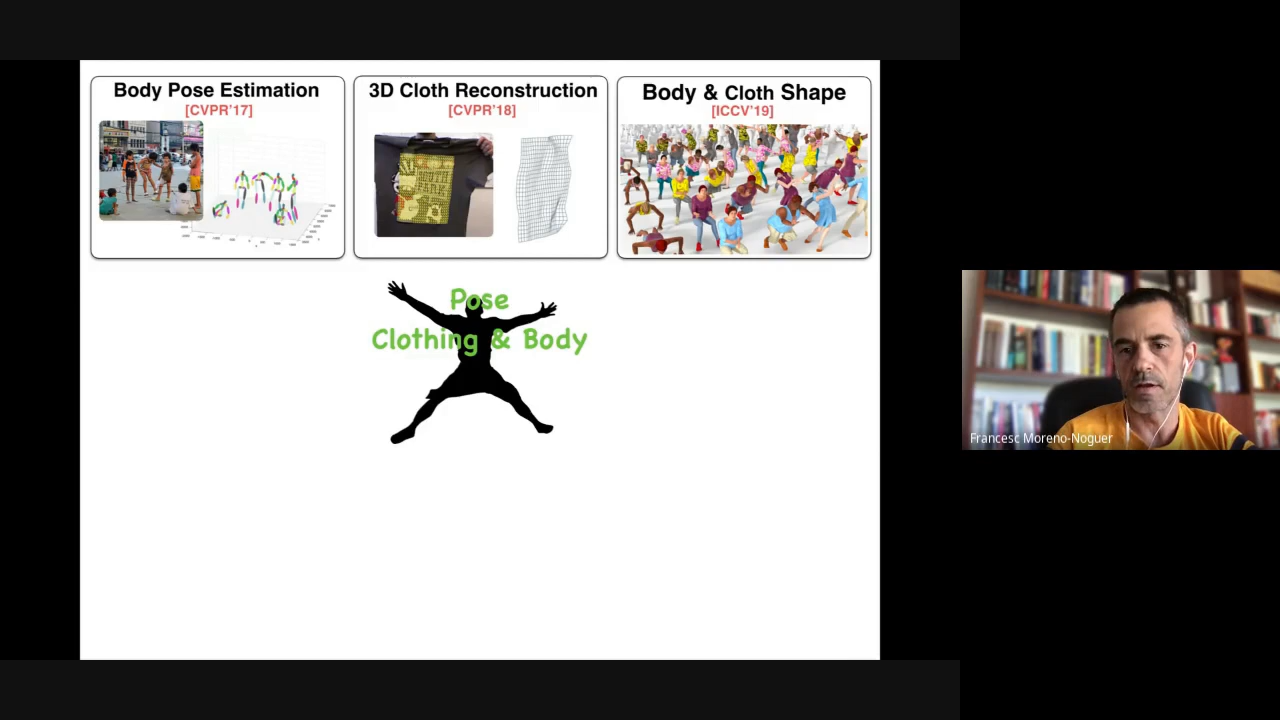 Body Pose Estimation
[CVPR'17]
3D Cloth Reconstruction
[CVPR'18]
Body & Cloth Shape
[ICCV'19]
Pose
Clothing & Body
Francesc Moreno-Noguer